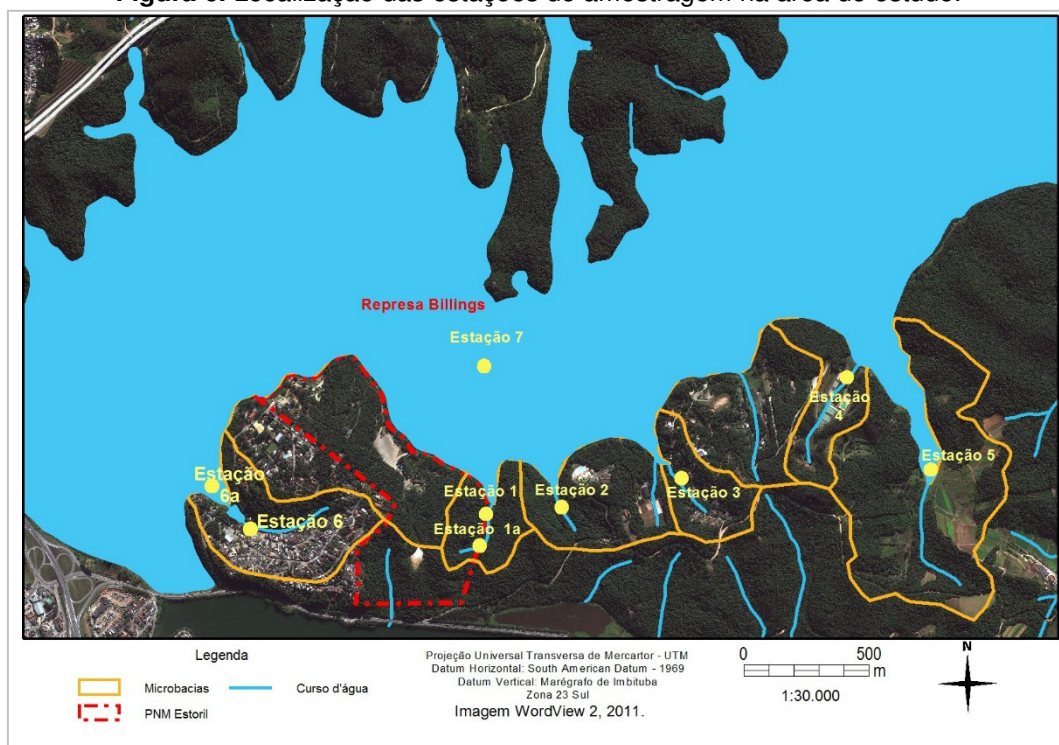 Figura 3. Localização das estações de amostragem na área de estudo.
Represa Billings
Estação 7
Estação
4
Estação
6a
Estação 6
Estação 1
Estação 1a
Estação 2
Estação 3
Estação 5
Legenda
Microbacias
Curso d'água
PNM Estoril
Projeção Universal Transversa de Mercartor - UTM
Datum Horizontal: South American Datum - 1969
Datum Vertical: Marégrafo de Imbituba
Zona 23 Sul
Imagem WordView 2, 2011.
0 500
m
1:30.000
N